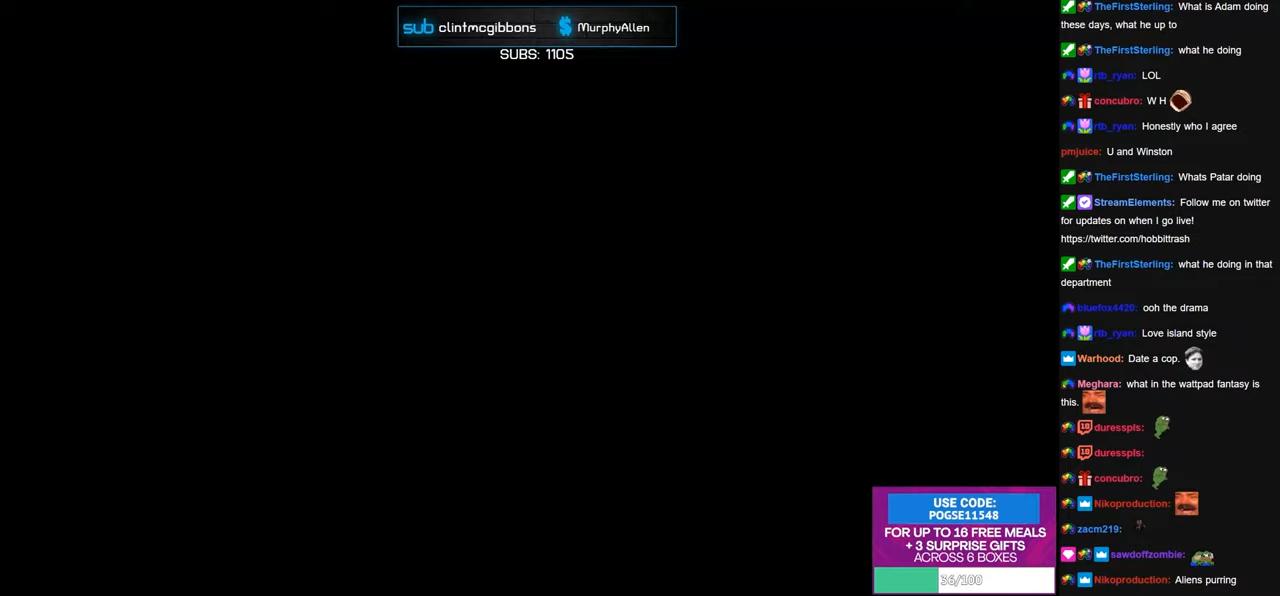 sub clintmcgibbons $ MurphyAllen
SUBS: 1105
TheFirstSterling: What is Adam doing
these days, what he up to
TheFirstSterling: what he doing
rtb_ryan: LOL
concubro: W H
rtb_ryan: Honestly who I agree
pmjuice: U and Winston
TheFirstSterling: Whats Patar doing
StreamElements: Follow me on twitter
for updates on when I go live!
https://twitter.com/hobbittrash
TheFirstSterling: what he doing in that
department
bluefox4420: ooh the drama
rtb_ryan: Love island style
Warhood: Date a cop.
Meghara: what in the wattpad fantasy is
this.
duresspls:
duresspls:
concubro:
Nikoproduction:
zacm219:
sawdoffzombie:
Nikoproduction: Aliens purring
USE CODE:
POGSE11548
FOR UP TO 16 FREE MEALS
+ 3 SURPRISE GIFTS
ACROSS 6 BOXES
36/100